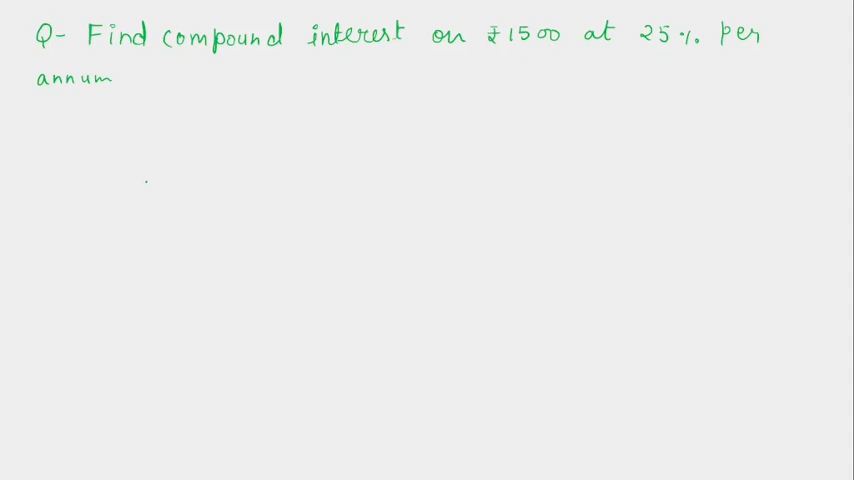 Q- Find compound interest on ₹1500 at 25% per
annum